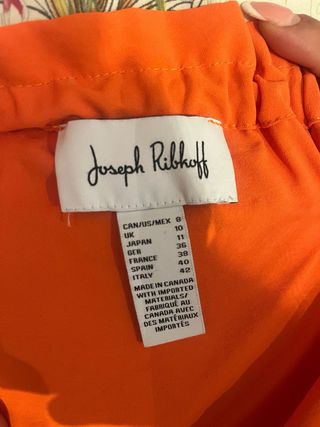 Joseph Ribkoff
CAN/US/MEX 8
UK 10
JAPAN 11
GER 36
FRANCE 38
SPAIN 40
ITALY 42
MADE IN CANADA
WITH IMPORTED
MATERIALS/
FABRIQUÉ AU
CANADA AVEC
DES MATÉRIAUX
IMPORTÉS